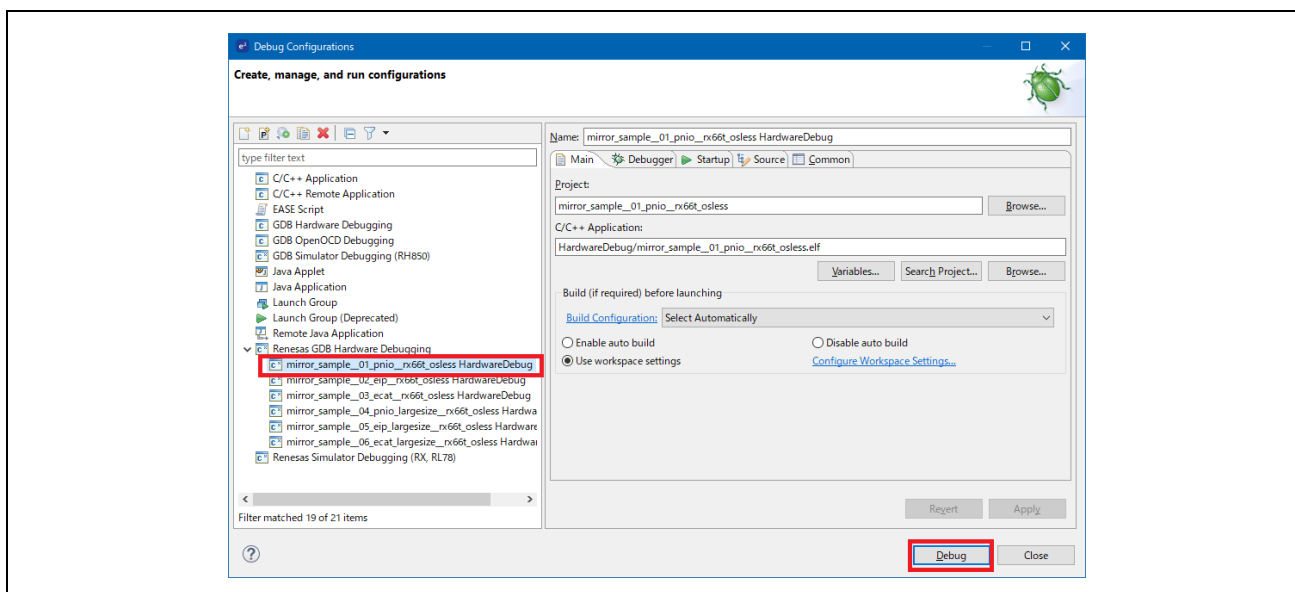 Debug Configurations
Create, manage, and run configurations
type filter text
C/C++ Application
C/C++ Remote Application
EASE Script
GDB Hardware Debugging
GDB OpenOCD Debugging
GDB Simulator Debugging (RH850)
Java Applet
Java Application
Launch Group
Launch Group (Deprecated)
Remote Java Application
Renesas GDB Hardware Debugging
mirror_sample__01_pnio__rx66t_osless HardwareDebug
mirror_sample__02_eip__rx66t_osless HardwareDebug
mirror_sample__03_ecat__rx66t_osless HardwareDebug
mirror_sample_04_pnio_largesize__rx66t_osless Hardwa
mirror_sample__05_eip_largesize__rx66t_osless Hardware
mirror_sample__06_ecat_largesize__rx66t_osless Hardwar
Renesas Simulator Debugging (RX, RL78)
Filter matched 19 of 21 items
Name: mirror_sample__01_pnio__rx66t_osless HardwareDebug
Main Debugger Startup Source Common
Project:
mirror_sample__01_pnio__rx66t_osless Browse...
C/C++ Application:
HardwareDebug/mirror_sample__01_pnio__rx66t_osless.elf
Variables... Search Project... Browse...
Build (if required) before launching
Build Configuration: Select Automatically
Enable auto build Disable auto build
Use workspace settings Configure Workspace Settings...
Revert Apply
Debug Close